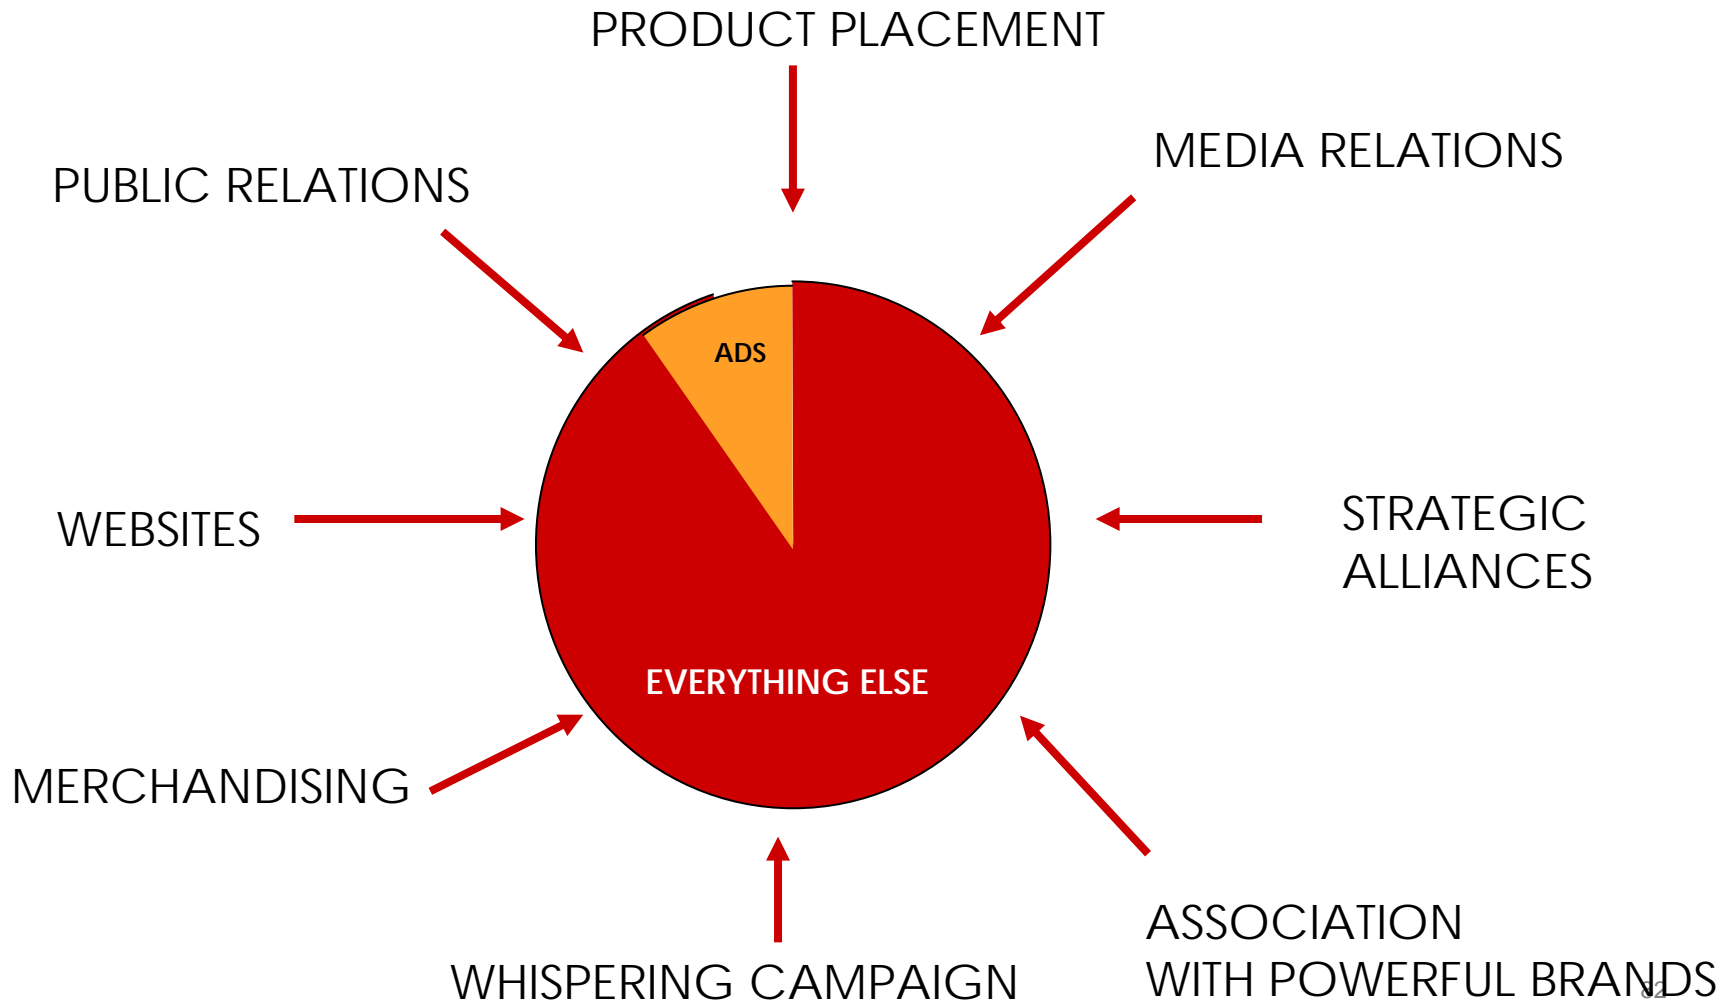 PRODUCT PLACEMENT
MEDIA RELATIONS
PUBLIC RELATIONS
ADS
WEBSITES
STRATEGIC
ALLIANCES
EVERYTHING ELSE
MERCHANDISING
ASSOCIATION
WITH POWERFUL BRANDS
WHISPERING CAMPAIGN
82